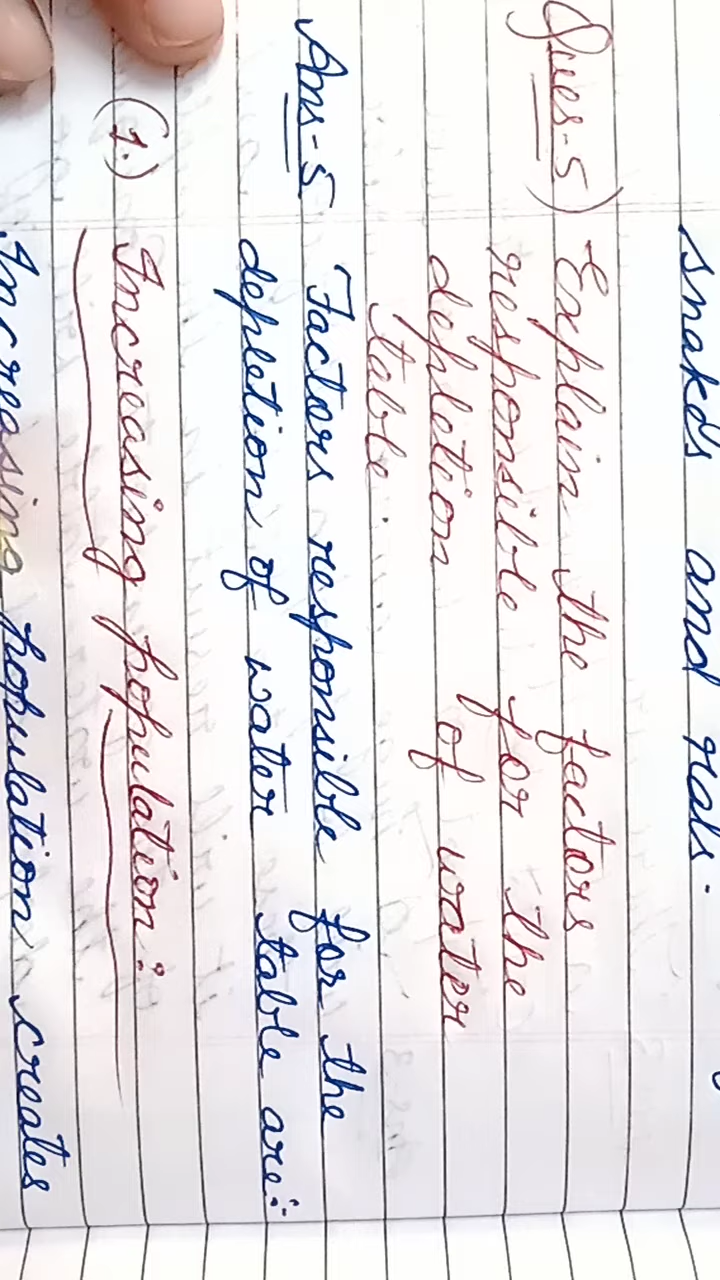 snakes and rats.
Ques-5) Explain the factors
responsible for the
depletion of water
table.
Ans-5 Factors responsible for the
depletion of water table are:-
(1.) Increasing population:
Increasing population creates